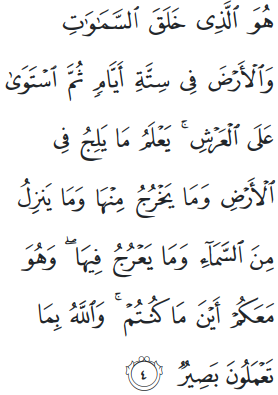 هُوَ ٱلَّذِى خَلَقَ ٱلسَّمَـٰوَٰتِ
وَٱلْأَرْضَ فِى سِتَّةِ أَيَّامٍ ثُمَّ ٱسْتَوَىٰ
عَلَى ٱلْعَرْشِ ۚ يَعْلَمُ مَا يَلِجُ فِى
ٱلْأَرْضِ وَمَا يَخْرُجُ مِنْهَا وَمَا يَنزِلُ
مِنَ ٱلسَّمَآءِ وَمَا يَعْرُجُ فِيهَا ۖ وَهُوَ
مَعَكُمْ أَيْنَ مَا كُنتُمْ ۚ وَٱللَّهُ بِمَا
تَعْمَلُونَ بَصِيرٌ ٤